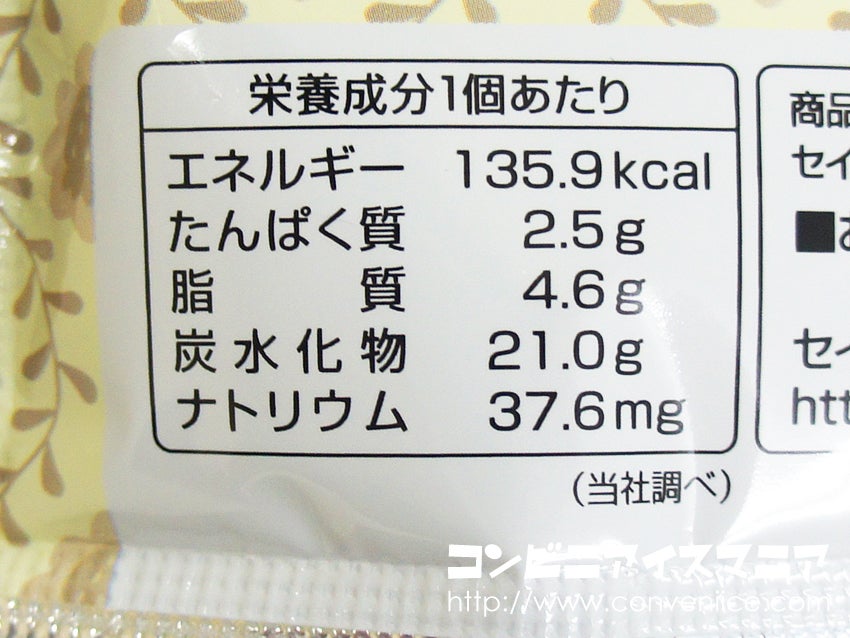 栄養成分1個あたり
エネルギー 135.9kcal
たんぱく質 2.5g
脂質 4.6g
炭水化物 21.0g
ナトリウム 37.6mg
(当社調べ)
商品
セイ
■お
セイ
htt
コンビニアイスマニア
http://www.conveniice.com